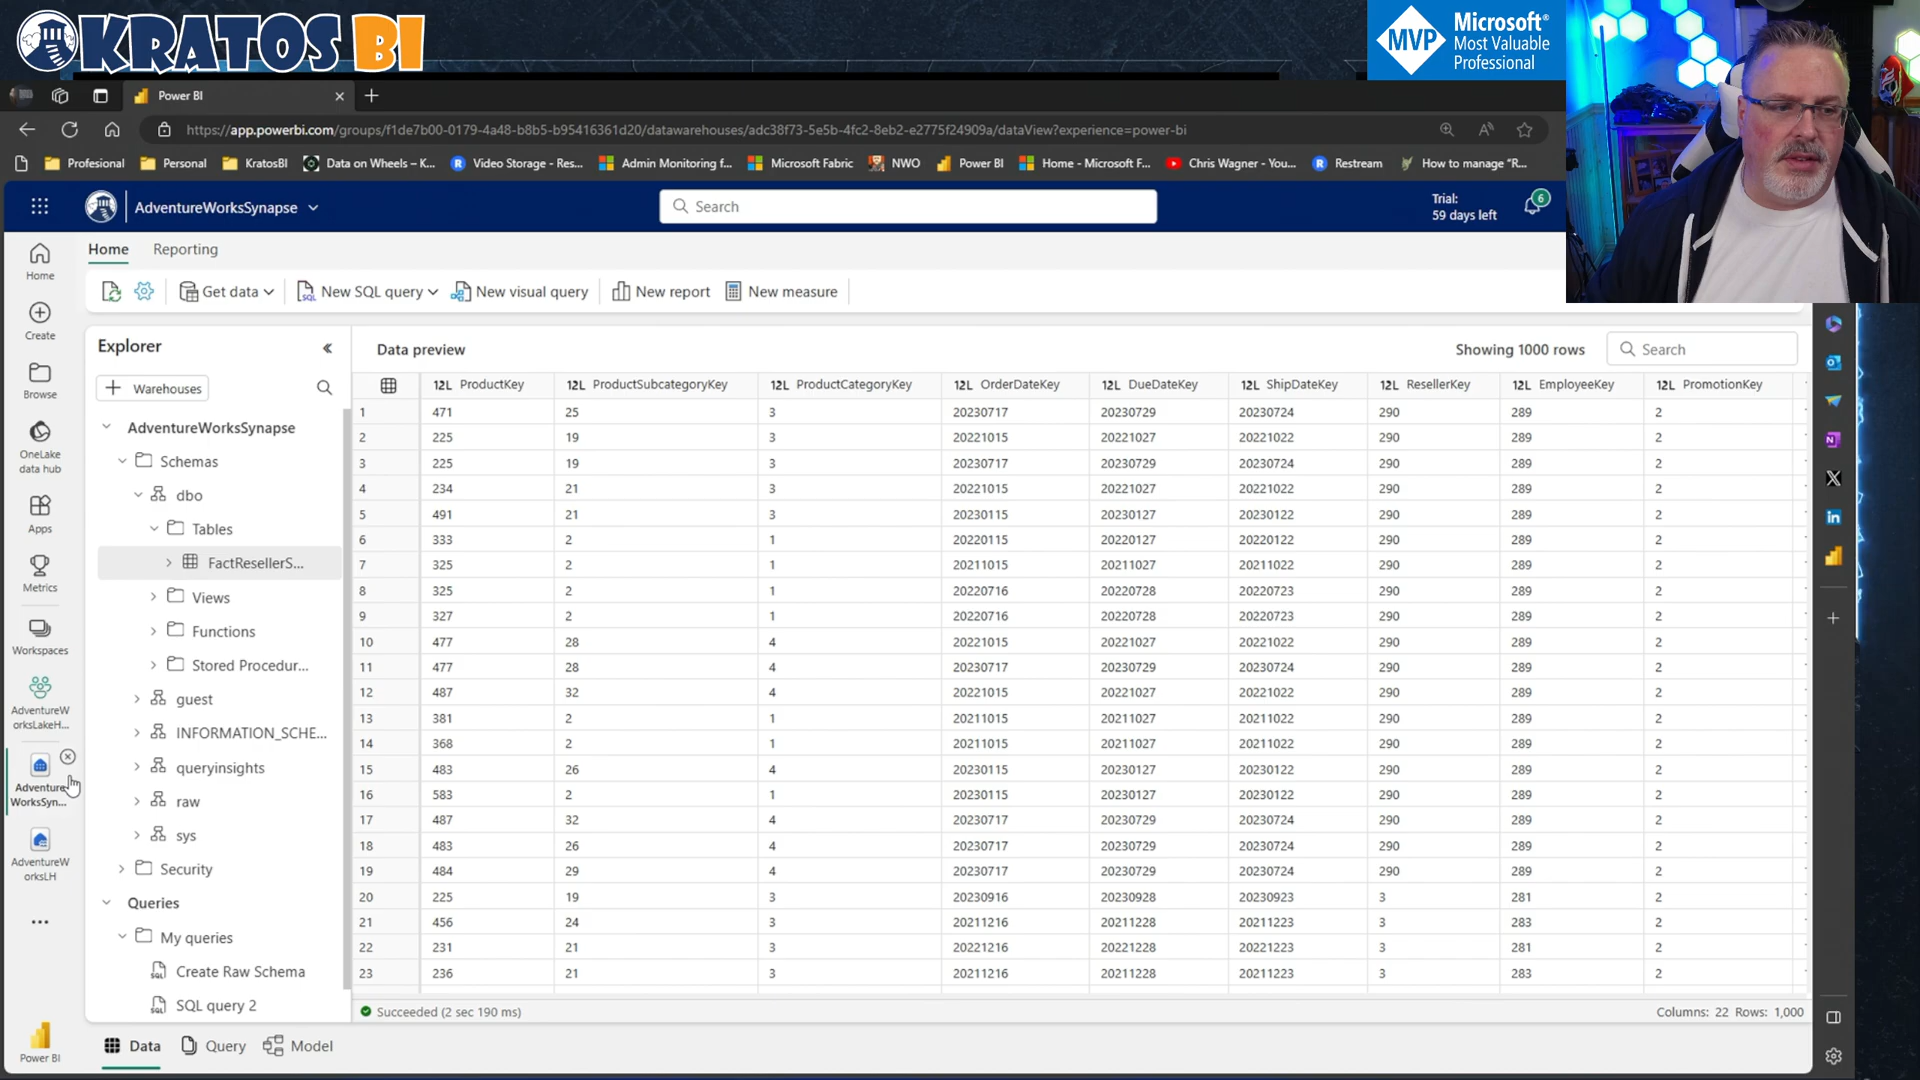 KRATOS BI
MVP
Microsoft®
Most Valuable
Professional
Power BI
https://app.powerbi.com/groups/f1de7b00-0179-4a48-b8b5-b95416361d20/datawarehouses/adc38f73-5e5b-4fc2-8eb2-e2775f24909a/dataView?experience=power-bi
Profesional Personal KratosBI Data on Wheels – K... Video Storage - Res... Admin Monitoring f... Microsoft Fabric NWO Power BI Home - Microsoft F... Chris Wagner - You... Restream How to manage "R...
AdventureWorksSynapse Search Trial:
59 days left
6
Home Reporting
Get data New SQL query New visual query New report New measure
Home
Create
Browse
OneLake
data hub
Apps
Metrics
Workspaces
AdventureW
orksLakeH...
Adventure
WorksSyn...
AdventureW
orksLH
Power BI
Explorer
Warehouses
AdventureWorksSynapse
Schemas
dbo
Tables
FactResellerS...
Views
Functions
Stored Procedur...
guest
INFORMATION_SCHE...
queryinsights
raw
sys
Security
Queries
My queries
Create Raw Schema
SQL query 2
Data preview Showing 1000 rows Search
12L ProductKey 12L ProductSubcategoryKey 12L ProductCategoryKey 12L OrderDateKey 12L DueDateKey 12L ShipDateKey 12L ResellerKey 12L EmployeeKey 12L PromotionKey
1 471 25 3 20230717 20230729 20230724 290 289 2
2 225 19 3 20221015 20221027 20221022 290 289 2
3 225 19 3 20230717 20230729 20230724 290 289 2
4 234 21 3 20221015 20221027 20221022 290 289 2
5 491 21 3 20230115 20230127 20230122 290 289 2
6 333 2 1 20220115 20220127 20220122 290 289 2
7 325 2 1 20211015 20211027 20211022 290 289 2
8 325 2 1 20220716 20220728 20220723 290 289 2
9 327 2 1 20220716 20220728 20220723 290 289 2
10 477 28 4 20221015 20221027 20221022 290 289 2
11 477 28 4 20230717 20230729 20230724 290 289 2
12 487 32 4 20221015 20221027 20221022 290 289 2
13 381 2 1 20211015 20211027 20211022 290 289 2
14 368 2 1 20211015 20211027 20211022 290 289 2
15 483 26 4 20230115 20230127 20230122 290 289 2
16 583 2 1 20230115 20230127 20230122 290 289 2
17 487 32 4 20230717 20230729 20230724 290 289 2
18 483 26 4 20230717 20230729 20230724 290 289 2
19 484 29 4 20230717 20230729 20230724 290 289 2
20 225 19 3 20230916 20230928 20230923 3 281 2
21 456 24 3 20211216 20211228 20211223 3 283 2
22 231 21 3 20221216 20221228 20221223 3 281 2
23 236 21 3 20211216 20211228 20211223 3 283 2
Succeeded (2 sec 190 ms) Columns: 22 Rows: 1,000
Data Query Model